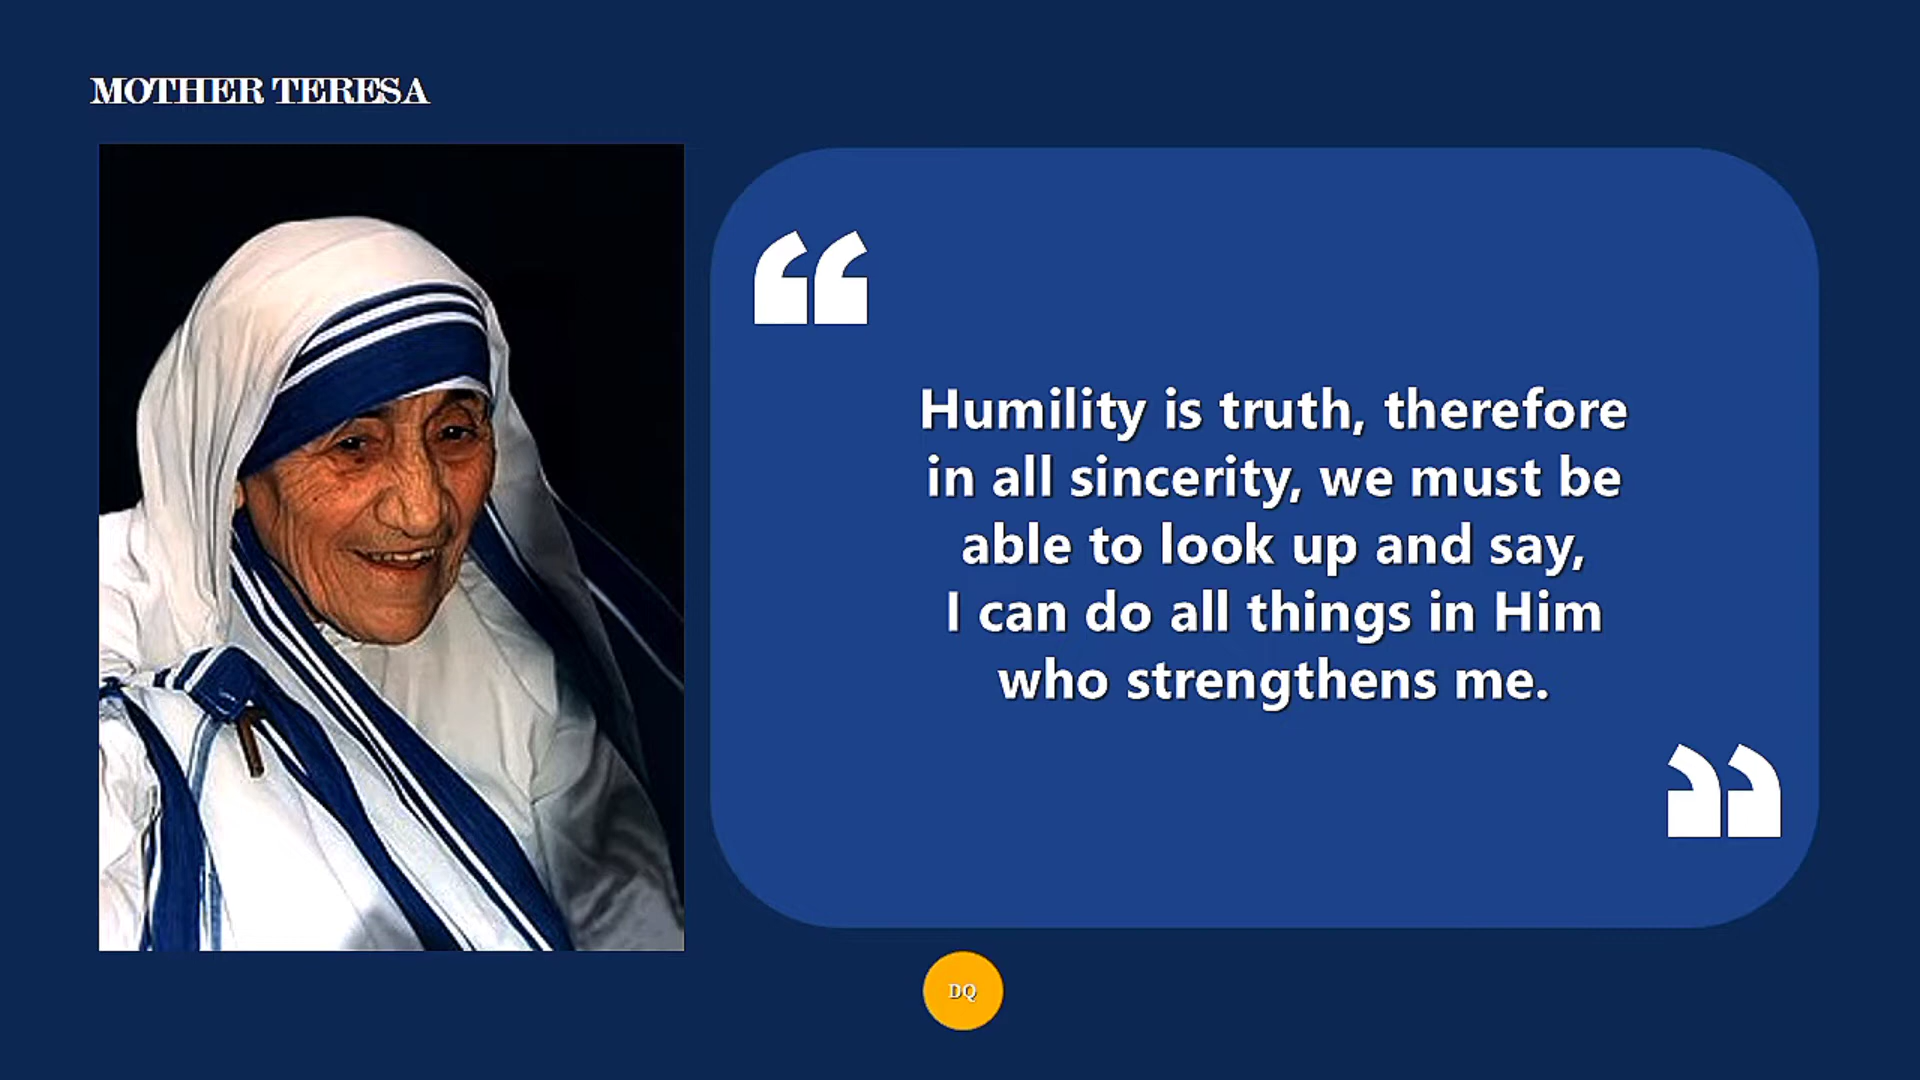 MOTHER TERESA
“
Humility is truth, therefore
in all sincerity, we must be
able to look up and say,
I can do all things in Him
who strengthens me.
”
DQ